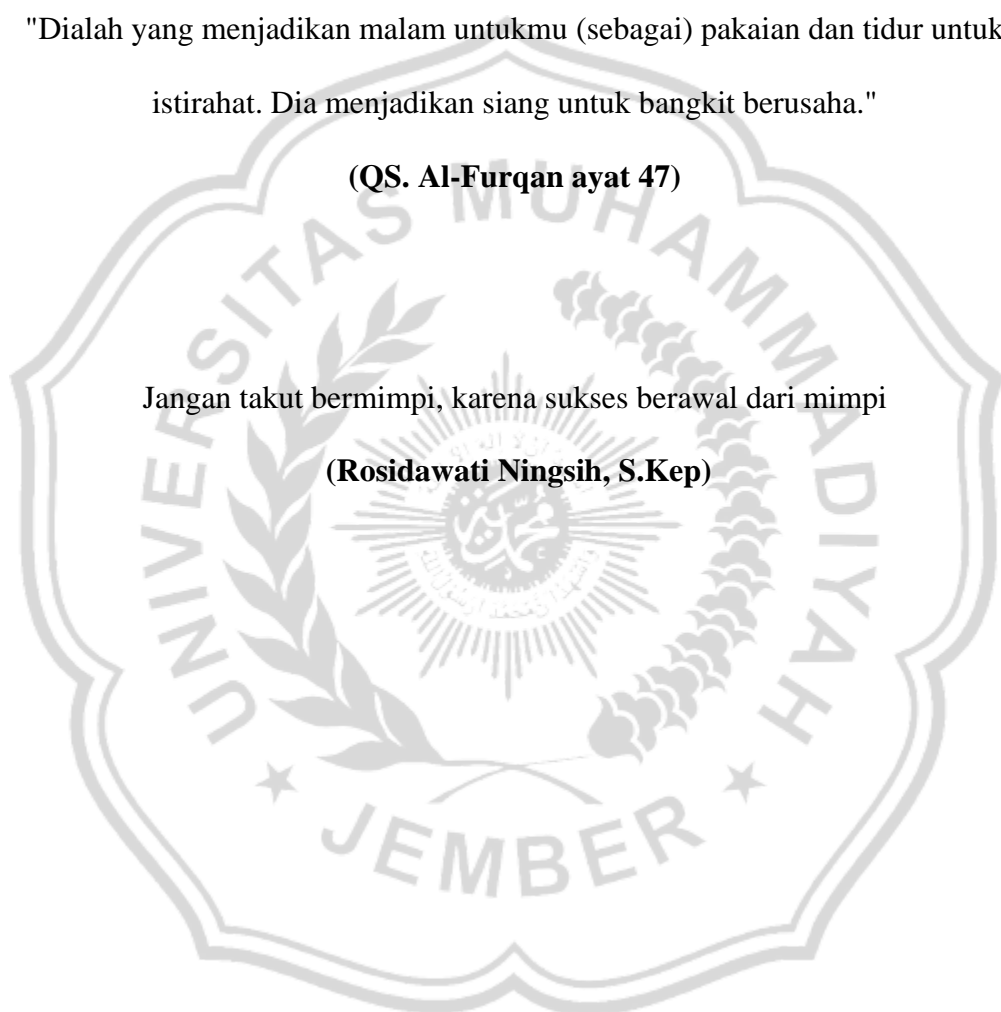 "Dialah yang menjadikan malam untukmu (sebagai) pakaian dan tidur untuk
istirahat. Dia menjadikan siang untuk bangkit berusaha."
(QS. Al-Furqan ayat 47)
Jangan takut bermimpi, karena sukses berawal dari mimpi
(Rosidawati Ningsih, S.Kep)
UNIVERSITAS MUHAMMADIYAH
JEMBER